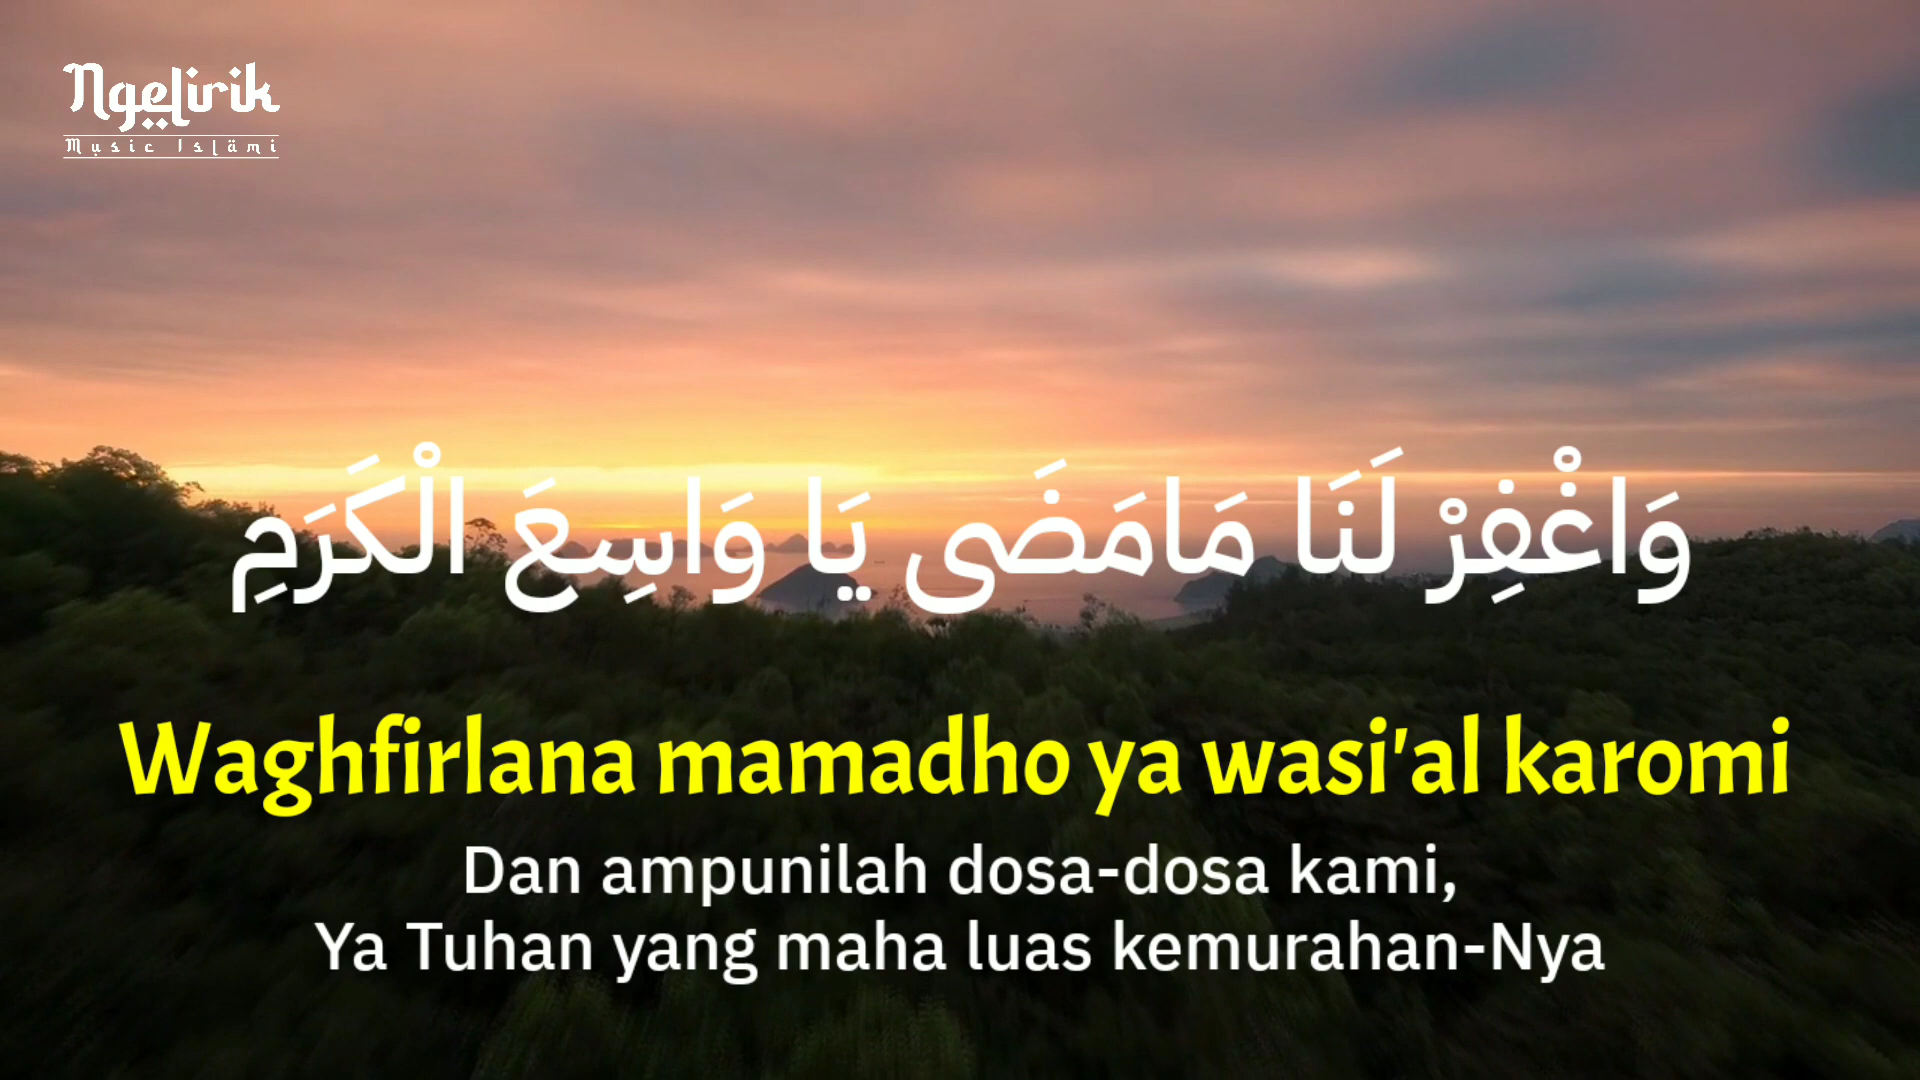 Ngelirik
Music Islāmi
وَاغْفِرْ لَنَا مَامَضَى يَا وَاسِعَ الْكَرَمِ
Waghfirlana mamadho ya wasi'al karomi
Dan ampunilah dosa-dosa kami,
Ya Tuhan yang maha luas kemurahan-Nya